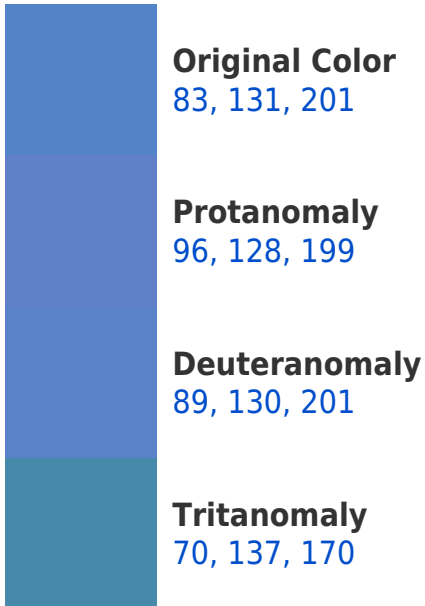 Original Color
83, 131, 201
Protanomaly
96, 128, 199
Deuteranomaly
89, 130, 201
Tritanomaly
70, 137, 170